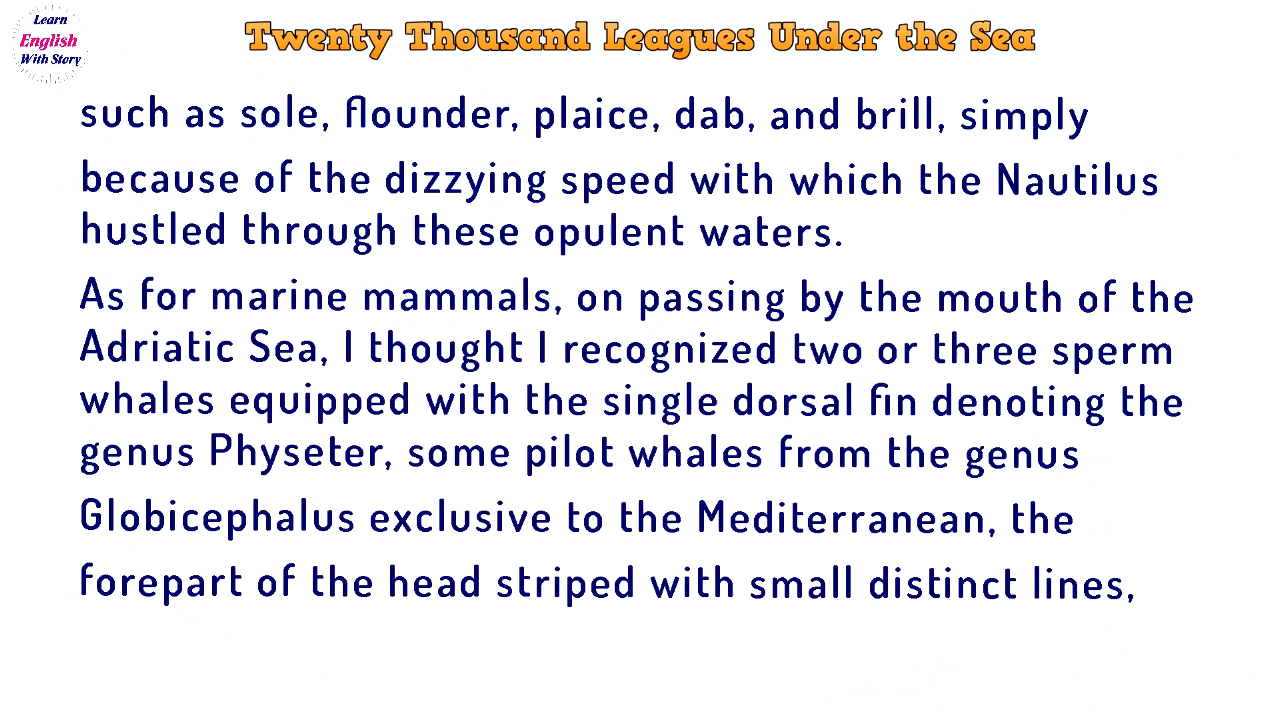 Learn
English
With Story
Twenty Thousand Leagues Under the Sea
such as sole, flounder, plaice, dab, and brill, simply
because of the dizzying speed with which the Nautilus
hustled through these opulent waters.
As for marine mammals, on passing by the mouth of the
Adriatic Sea, I thought I recognized two or three sperm
whales equipped with the single dorsal fin denoting the
genus Physeter, some pilot whales from the genus
Globicephalus exclusive to the Mediterranean, the
forepart of the head striped with small distinct lines,